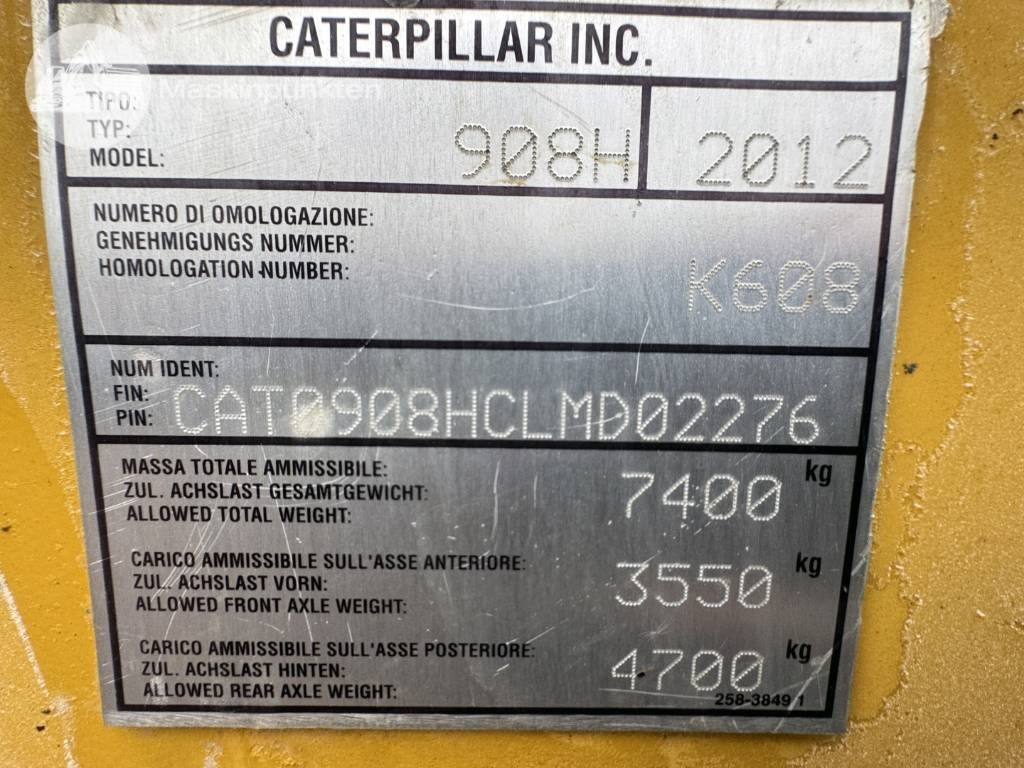 CATERPILLAR INC.
Maskinpunkten
TIPO:
TYP:
MODEL: 908H 2012
NUMERO DI OMOLOGAZIONE:
GENEHMIGUNGS NUMMER:
HOMOLOGATION NUMBER: K608
NUM IDENT:
FIN:
PIN: CAT0908HCLMD02276
MASSA TOTALE AMMISSIBILE:
ZUL. ACHSLAST GESAMTGEWICHT: 7400 kg
ALLOWED TOTAL WEIGHT:
CARICO AMMISSIBILE SULL'ASSE ANTERIORE:
ZUL. ACHSLAST VORN: 3550 kg
ALLOWED FRONT AXLE WEIGHT:
CARICO AMMISSIBILE SULL'ASSE POSTERIORE:
ZUL. ACHSLAST HINTEN: 4700 kg
ALLOWED REAR AXLE WEIGHT:
258-3849 1